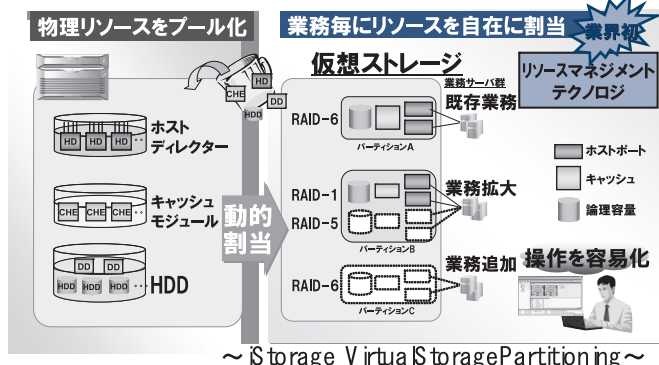 物理リソースをプール化
業務毎にリソースを自在に割当
業界初
仮想ストレージ
リソースマネジメント
テクノロジ
HD
CHE
DD
HDD
業務サーバ群
既存業務
RAID-6
パーティションA
ホスト
ディレクター
HD HD HD ‥
ホストポート
キャッシュ
論理容量
キャッシュ
モジュール
CHE CHE CHE ‥
動的
割当
RAID-1
RAID-5
パーティションB
業務拡大
DD DD
HDD HDD HDD ‥
HDD
RAID-6
パーティションC
業務追加
操作を容易化
～iStorage VirtualStoragePartitioning～